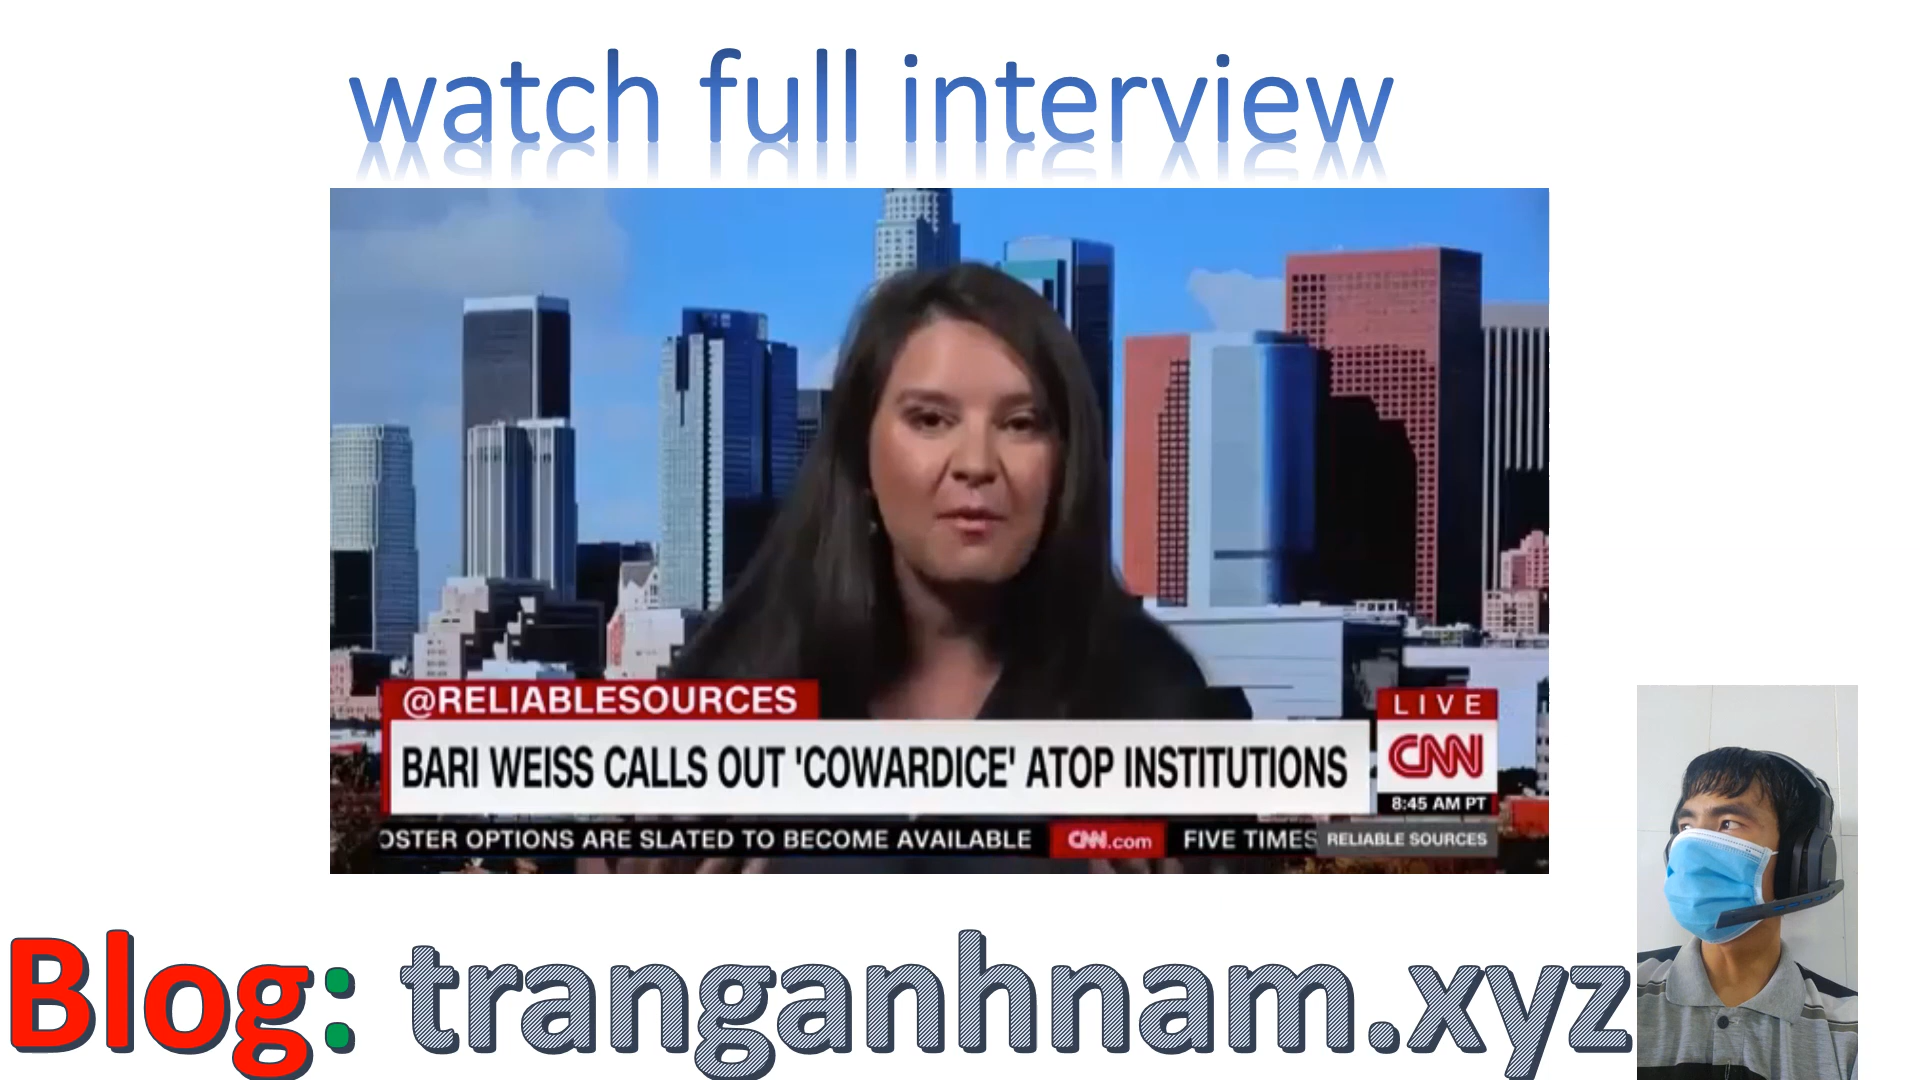 watch full interview
@RELIABLESOURCES
LIVE
BARI WEISS CALLS OUT 'COWARDICE' ATOP INSTITUTIONS
CNN
8:45 AM PT
OSTER OPTIONS ARE SLATED TO BECOME AVAILABLE CNN.com FIVE TIMES RELIABLE SOURCES
Blog: tranganhnam.xyz